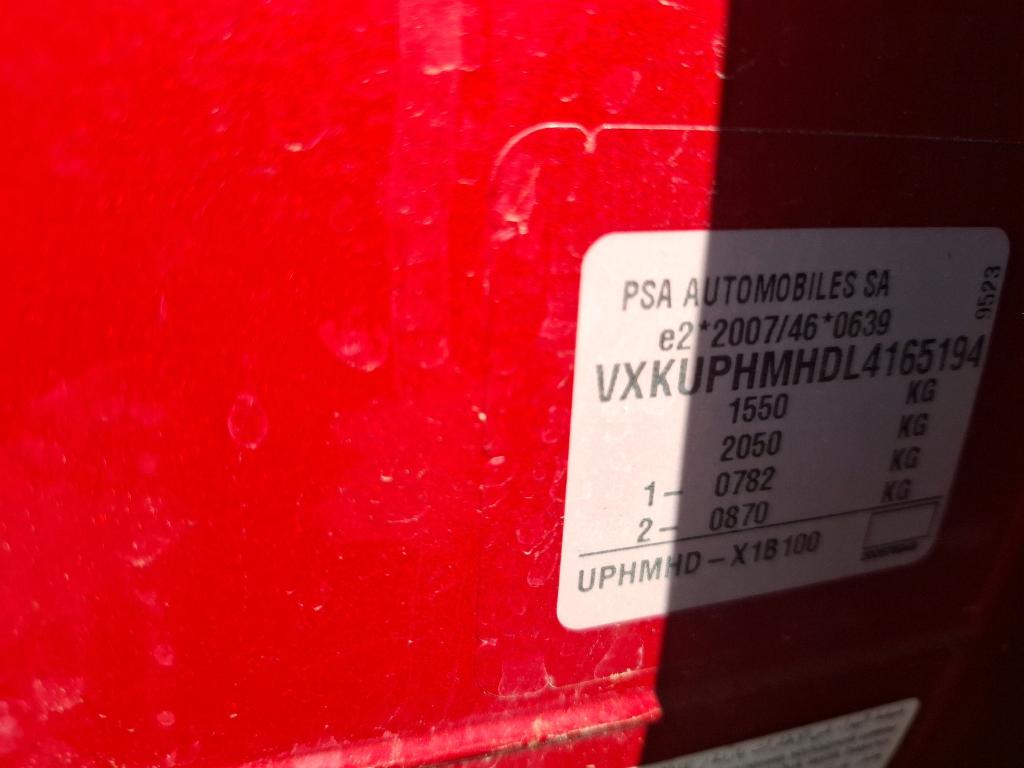 PSA AUTOMOBILES SA
9523
e2*2007/46*0639
VXKUPHMHDL4165194
1550 KG
2050 KG
1– 0782 KG
2– 0870 KG
UPHMHD–X1B100